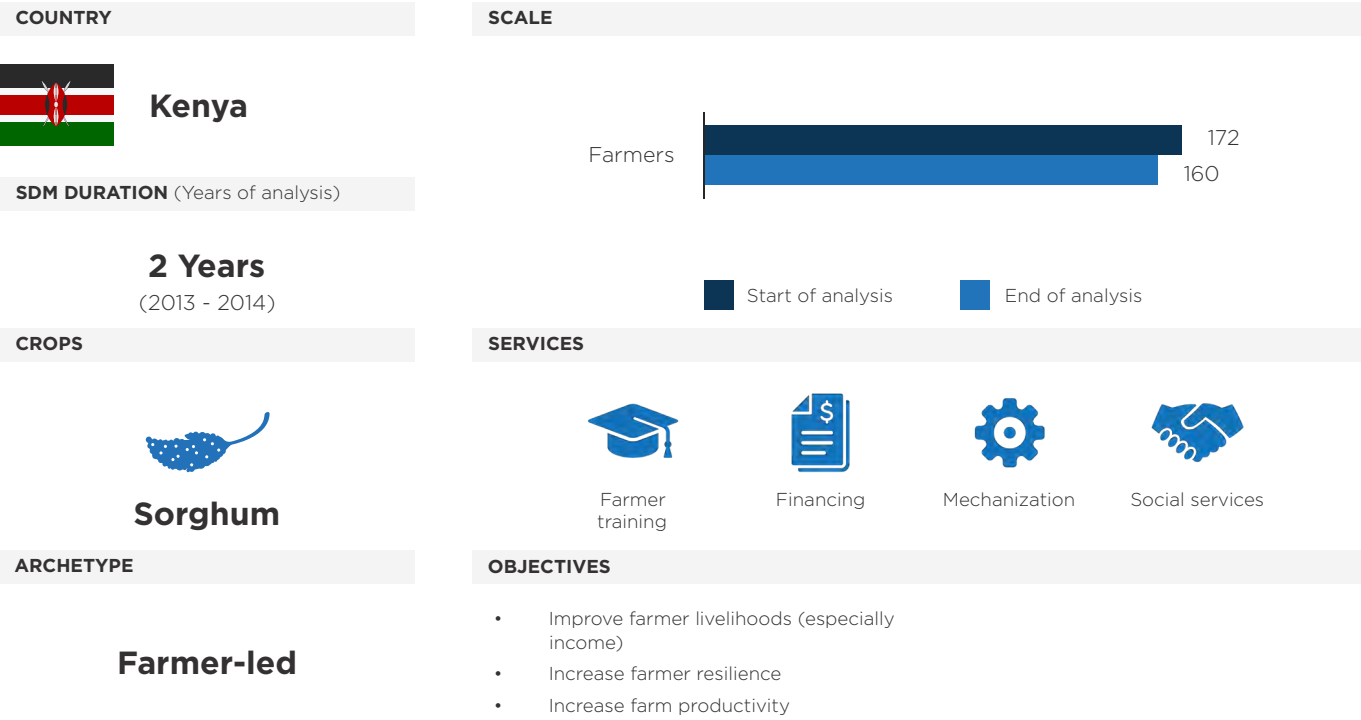 COUNTRY
Kenya
SDM DURATION (Years of analysis)
2 Years
(2013 - 2014)
CROPS
Sorghum
ARCHETYPE
Farmer-led
SCALE
Farmers
172
160
Start of analysis
End of analysis
SERVICES
$
Farmer
training
Financing
Mechanization
Social services
OBJECTIVES
• Improve farmer livelihoods (especially
income)
• Increase farmer resilience
• Increase farm productivity